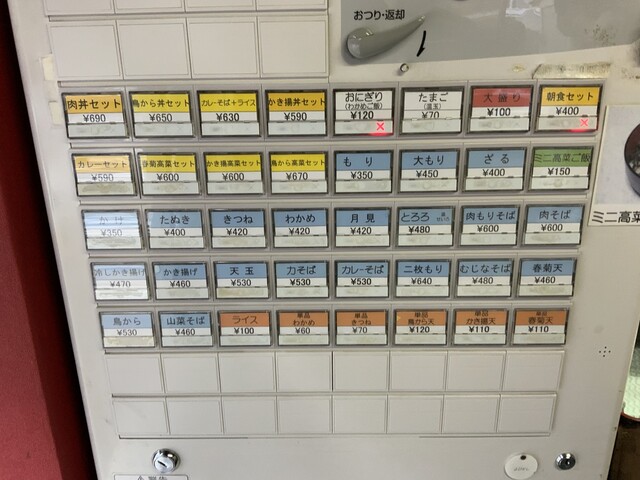 おつり・返却
肉丼セット
¥690
鳥から丼セット
¥650
カレーそば+ライス
¥630
かき揚丼セット
¥590
おにぎり
(わかめご飯)
¥120
たまご
¥70
大盛り
¥100
朝食セット
¥400
カレーセット
¥590
春菊高菜セット
¥600
かき揚高菜セット
¥600
鳥から高菜セット
¥670
もり
¥350
大もり
¥450
ざる
¥400
ミニ高菜ご飯
¥150
かけ
¥350
たぬき
¥400
きつね
¥420
わかめ
¥420
月見
¥420
とろろ
¥480
肉もりそば
¥600
肉そば
¥600
ミニ高菜
冷しかき揚げ
¥470
かき揚げ
¥460
天玉
¥530
力そば
¥530
カレーそば
¥530
二枚もり
¥640
むじなそば
¥480
春菊天
¥460
鳥から
¥530
山菜そば
¥460
ライス
¥100
単品
わかめ
¥60
単品
きつね
¥70
単品
鳥から天
¥120
単品
かき揚天
¥110
単品
春菊天
¥110